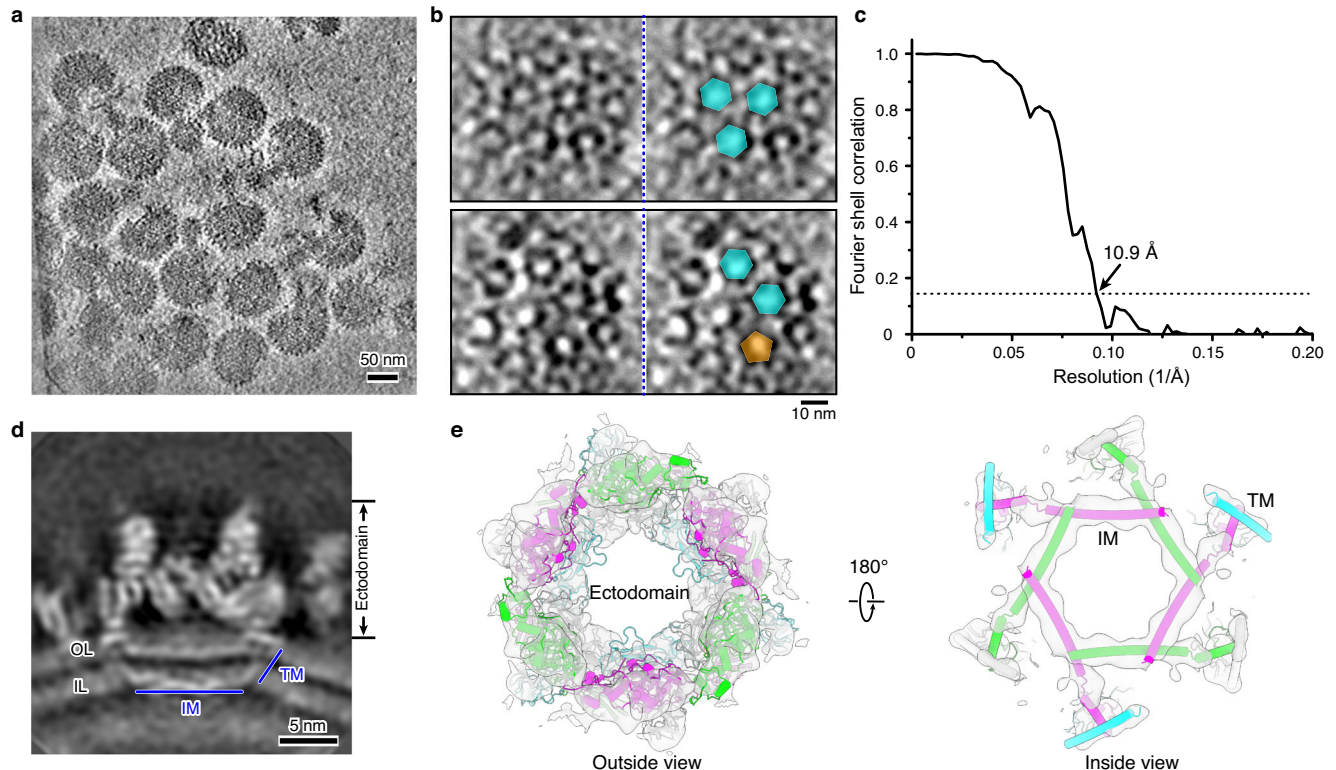 a
50 nm
b
10 nm
c
Fourier shell correlation
1.0
0.8
0.6
0.4
0.2
0
10.9 Å
0 0.05 0.10 0.15 0.20
Resolution (1/Å)
d
Ectodomain
OL
IL
TM
IM
5 nm
e
Ectodomain
Outside view
180°
TM
IM
Inside view